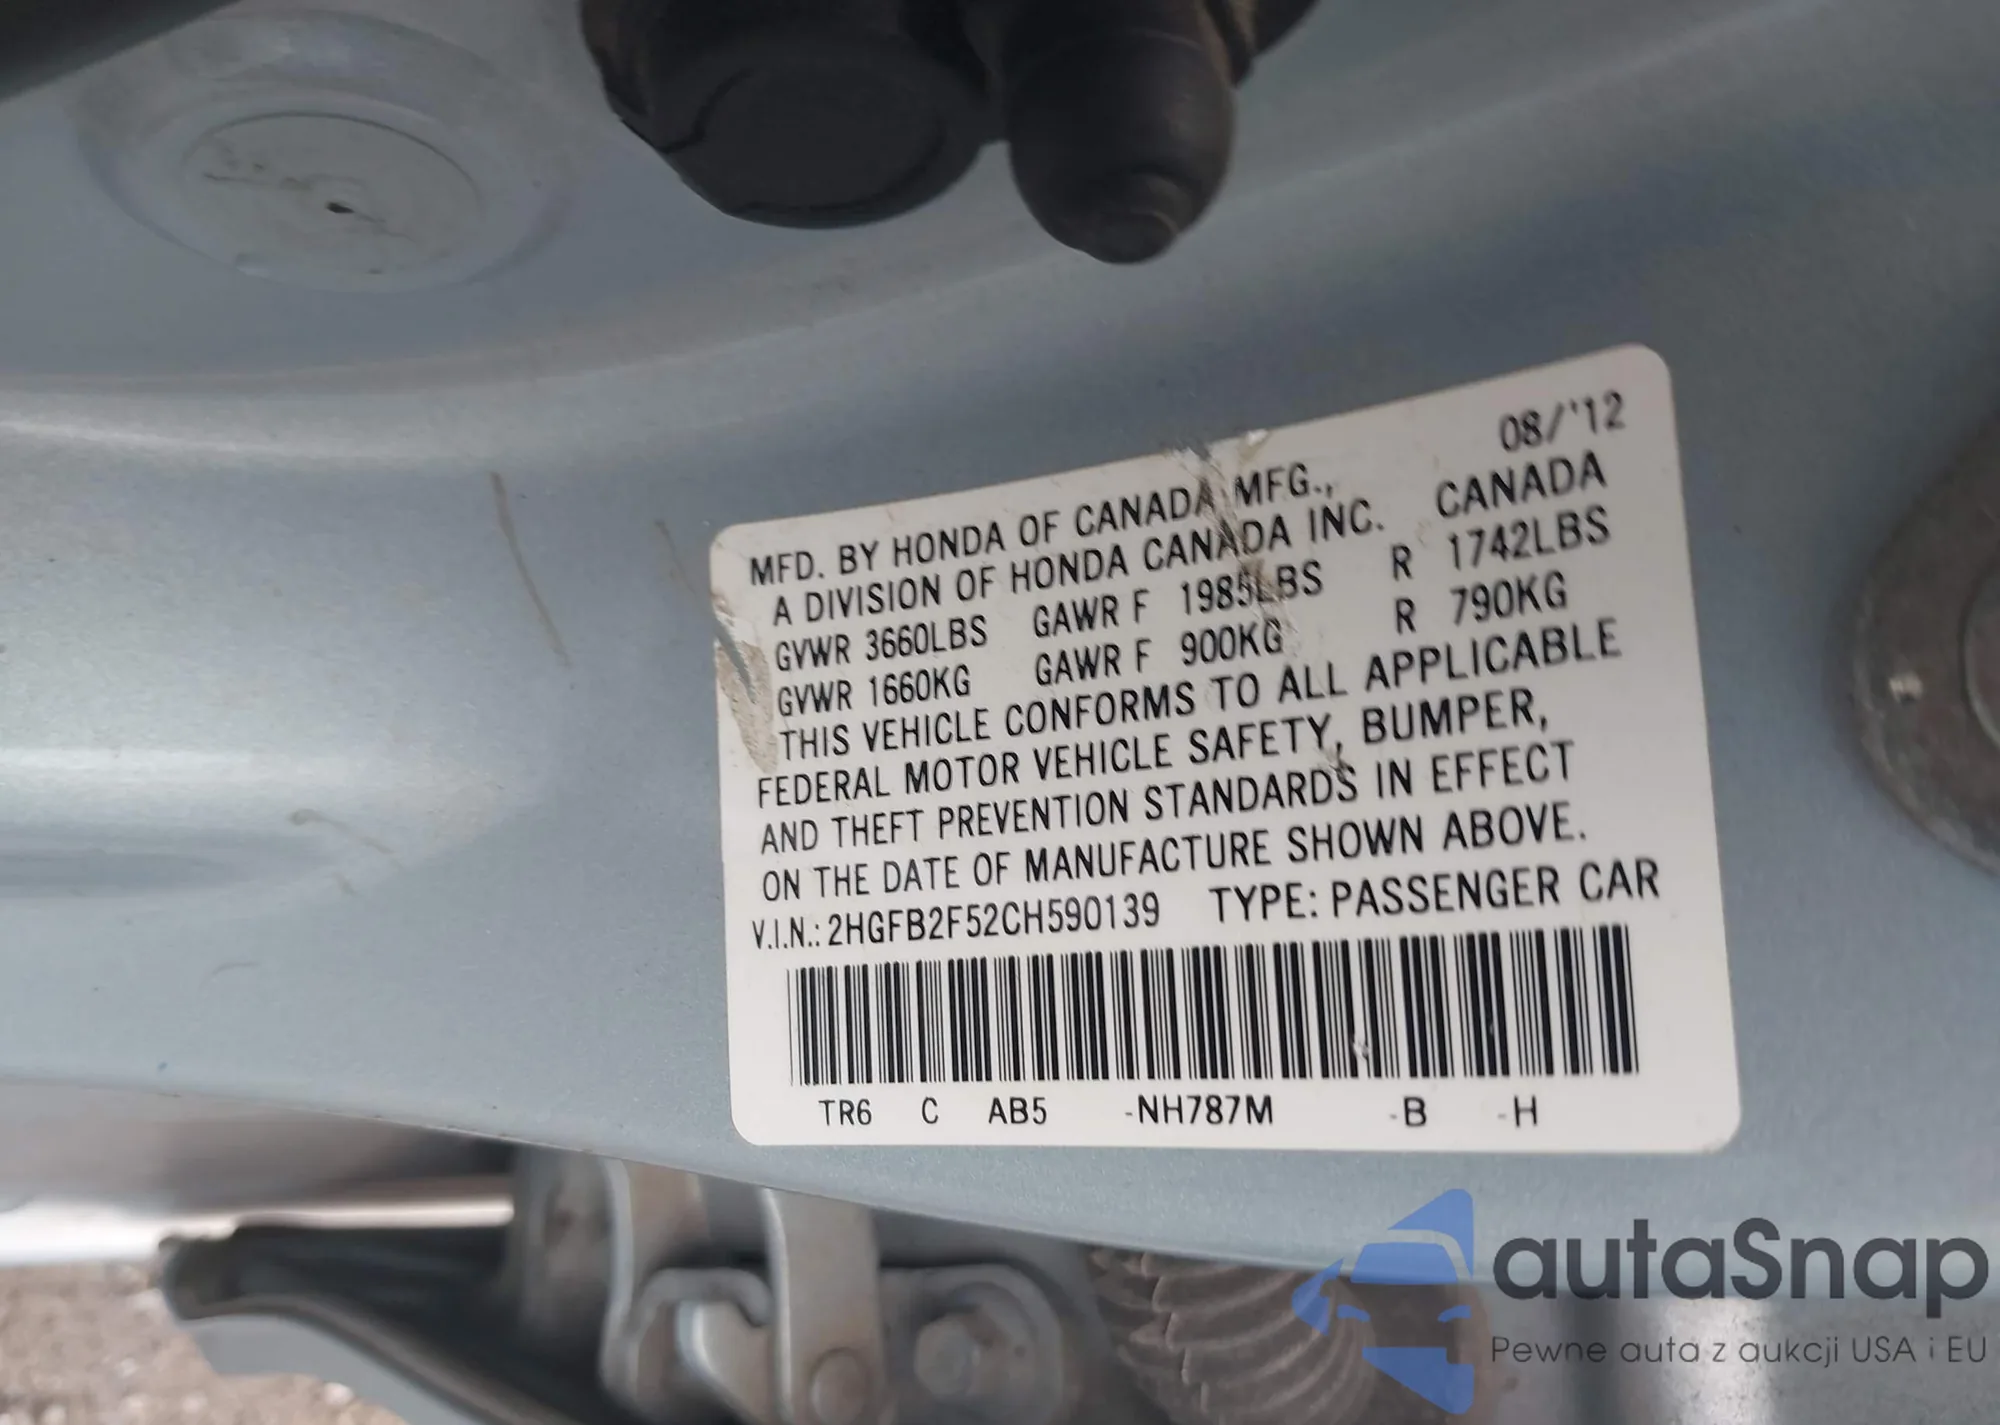 08/'12
MFD. BY HONDA OF CANADA MFG.,
A DIVISION OF HONDA CANADA INC. CANADA
GVWR 3660LBS GAWR F 1985LBS R 1742LBS
GVWR 1660KG GAWR F 900KG R 790KG
THIS VEHICLE CONFORMS TO ALL APPLICABLE
FEDERAL MOTOR VEHICLE SAFETY, BUMPER,
AND THEFT PREVENTION STANDARDS IN EFFECT
ON THE DATE OF MANUFACTURE SHOWN ABOVE.
V.I.N.: 2HGFB2F52CH590139 TYPE: PASSENGER CAR
TR6 C AB5 -NH787M -B -H
autaSnap
Pewne auta z aukcji USA i EU